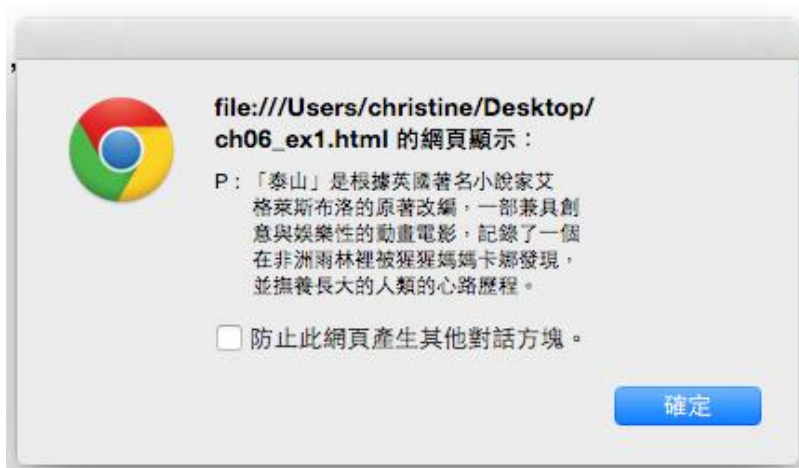 file:///Users/christine/Desktop/
ch06_ex1.html 的網頁顯示：
P：「泰山」是根據英國著名小說家艾
格萊斯布洛的原著改編，一部兼具創
意與娛樂性的動畫電影，記錄了一個
在非洲雨林裡被猩猩媽媽卡娜發現，
並撫養長大的人類的心路歷程。
防止此網頁產生其他對話方塊。
確定